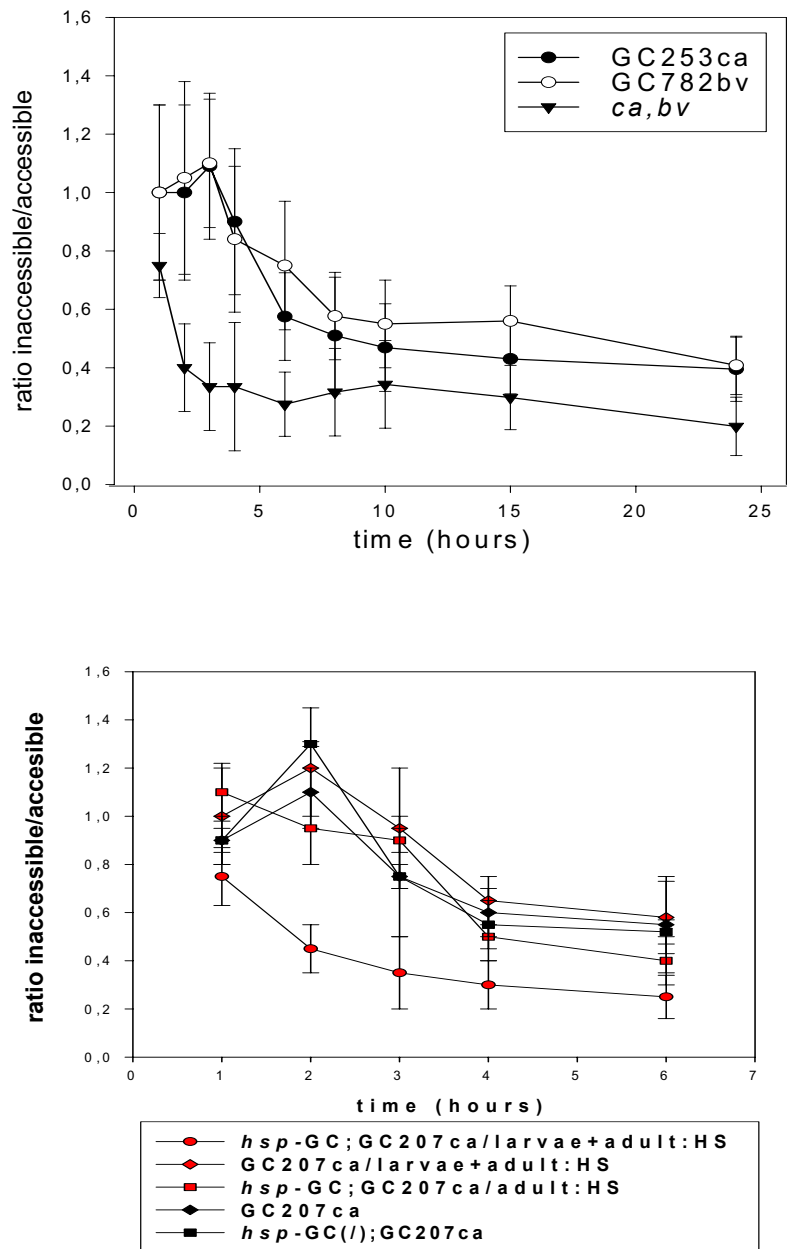 1,6
1,4
1,2
1,0
0,8
0,6
0,4
0,2
0,0
ratio inaccessible/accessible
GC253ca
GC782bv
ca,bv
0 5 10 15 20 25
time (hours)
1,6
1,4
1,2
1,0
0,8
0,6
0,4
0,2
0,0
ratio inaccessible/accesible
0 1 2 3 4 5 6 7
time (hours)
hsp-GC;GC207ca/larvae+adult:HS
GC207ca/larvae+adult:HS
hsp-GC;GC207ca/adult:HS
GC207ca
hsp-GC(/);GC207ca